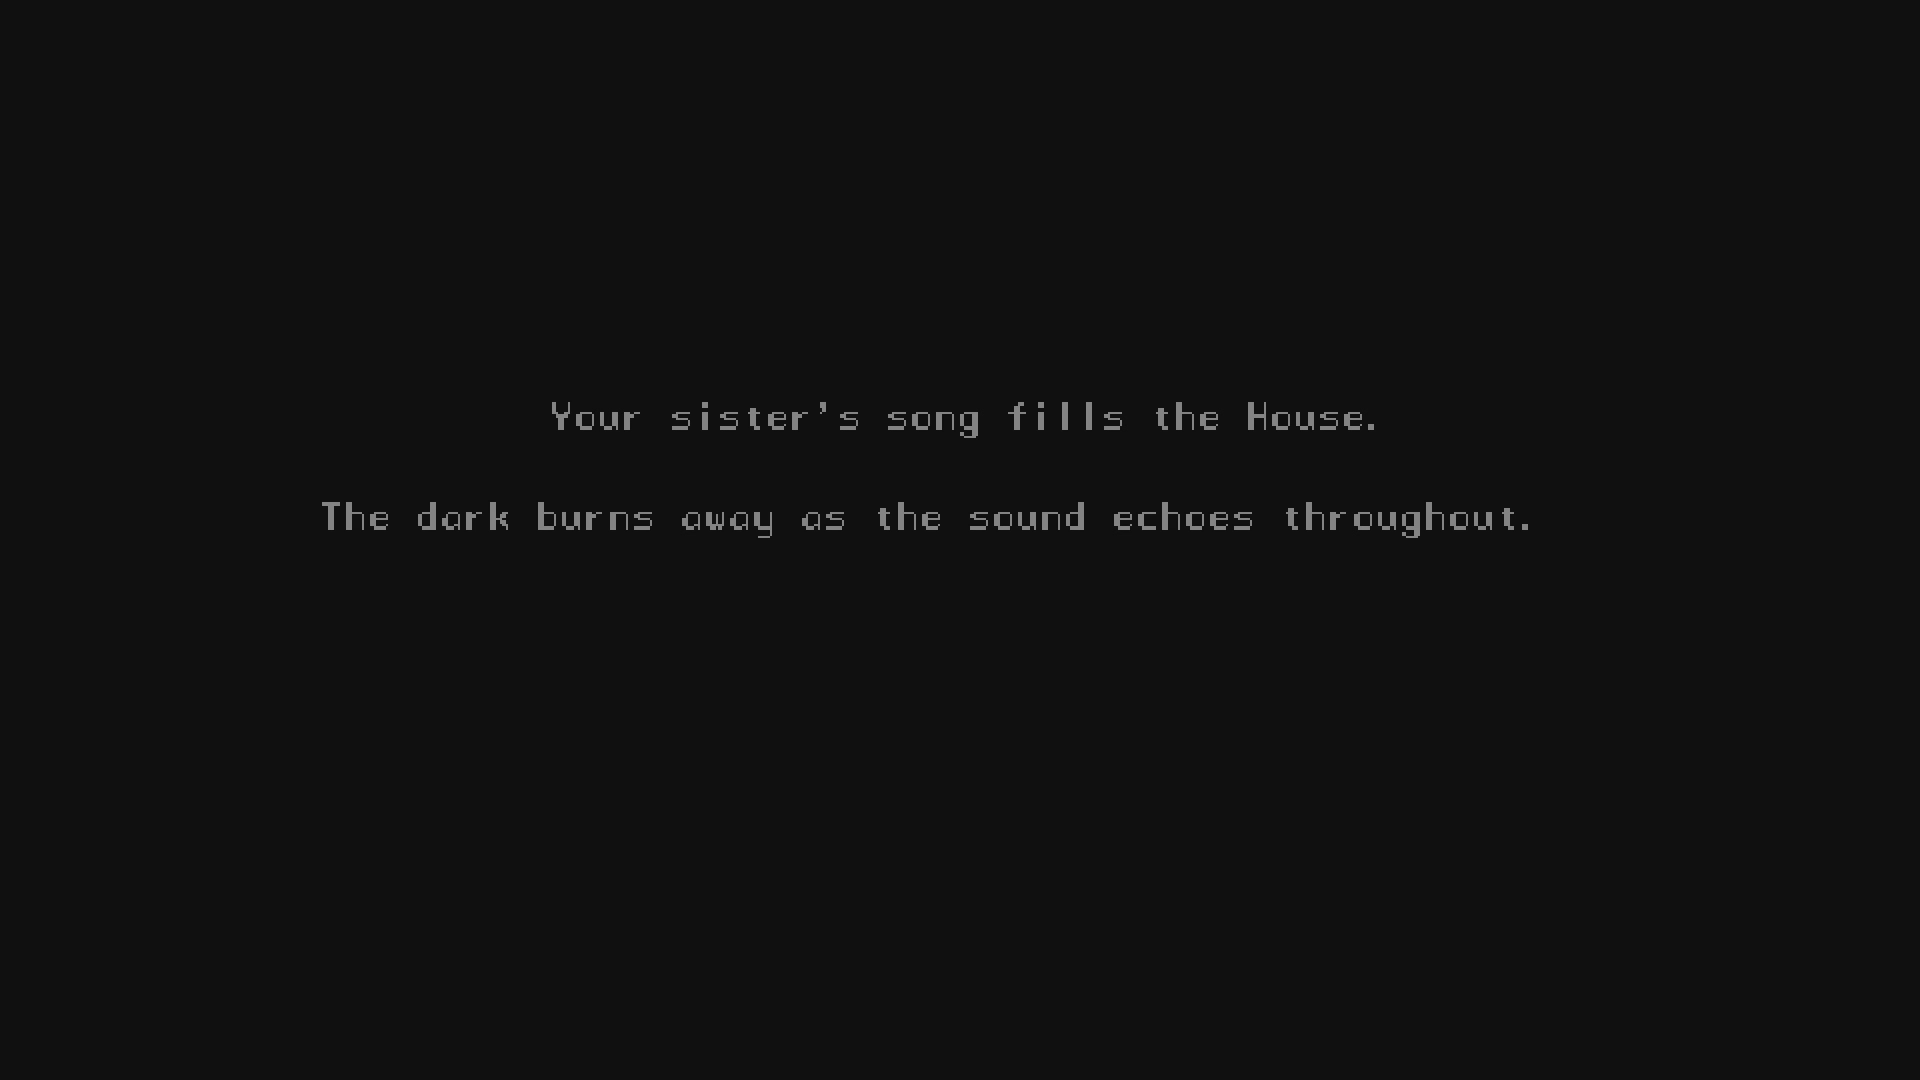 Your sister's song fills the House.
The dark burns away as the sound echoes throughout.